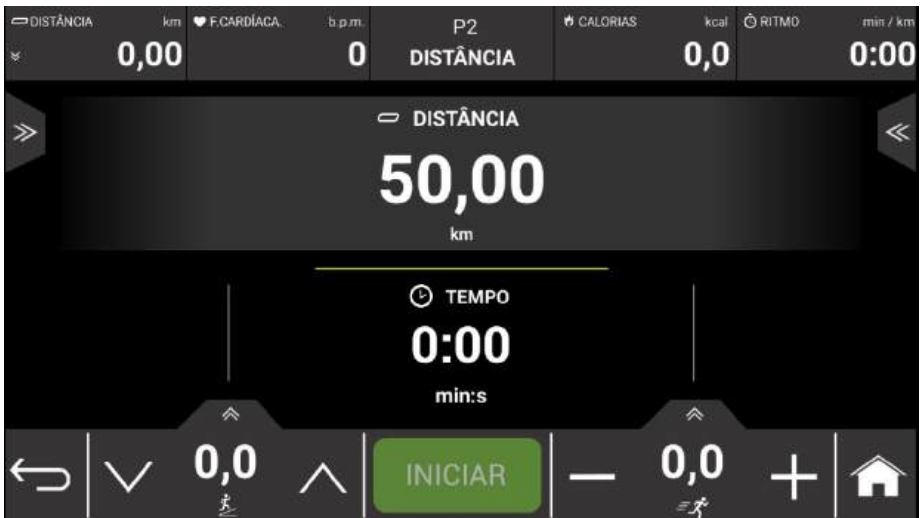 DISTÂNCIA km
0,00
F.CARDÍACA. b.p.m.
0
P2
DISTÂNCIA
CALORIAS kcal
0,0
RITMO min / km
0:00
DISTÂNCIA
50,00
km
TEMPO
0:00
min:s
0,0
INICIAR
0,0